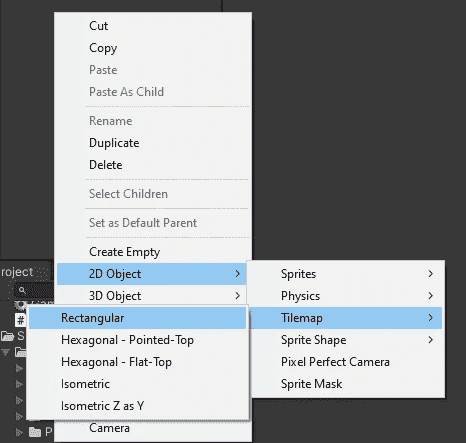 Cut
Copy
Paste
Paste As Child
Rename
Duplicate
Delete
Select Children
Set as Default Parent
Create Empty
2D Object
3D Object
Sprites
Physics
Tilemap
Sprite Shape
Pixel Perfect Camera
Sprite Mask
roject
Rectangular
Hexagonal - Pointed-Top
Hexagonal - Flat-Top
Isometric
Isometric Z as Y
Camera
#
S
P